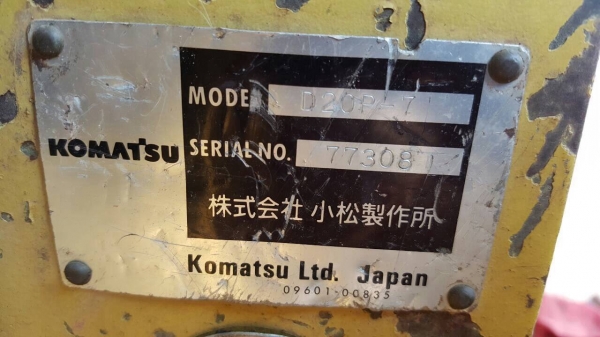 MODEL D20P-7
KOMATSU SERIAL NO. 77308
株式会社 小松製作所
Komatsu Ltd. Japan
09601-00835